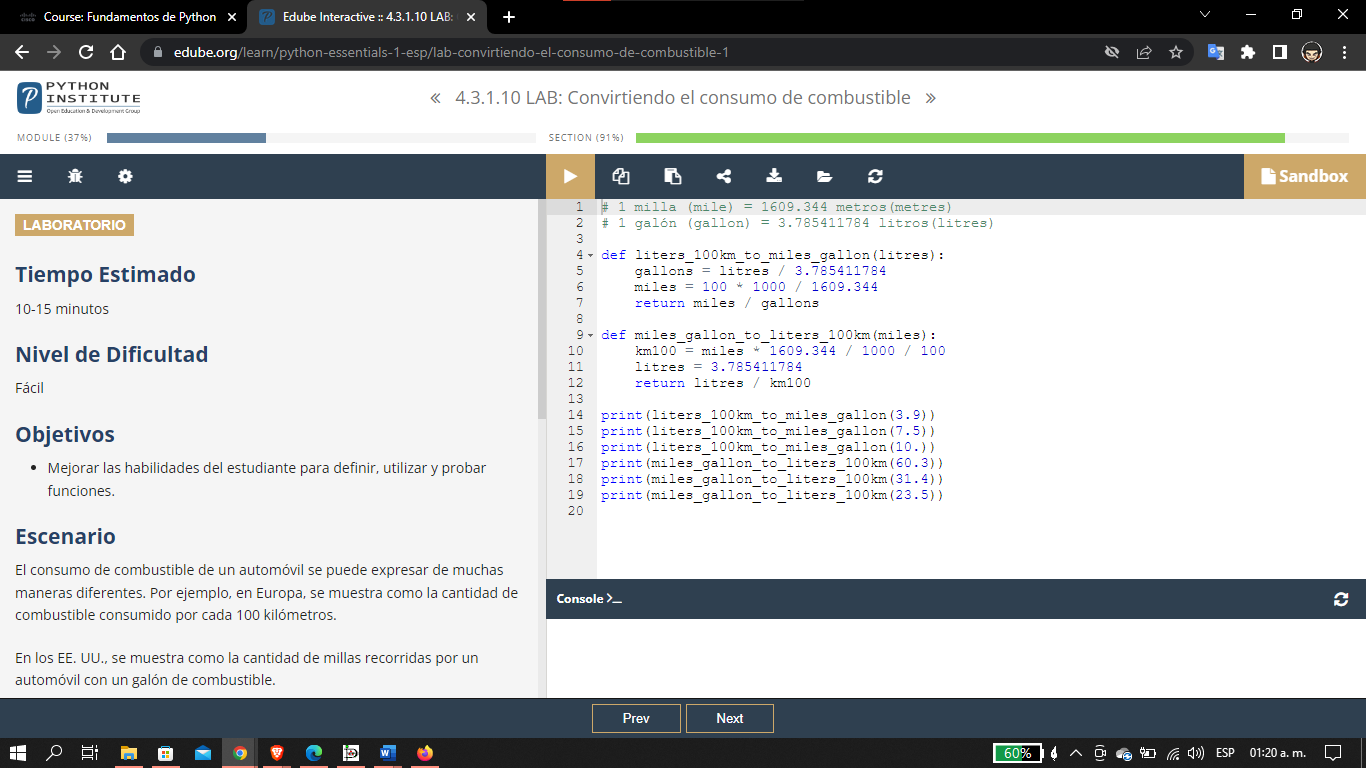 Course: Fundamentos de Python
Edube Interactive :: 4.3.1.10 LAB:
edube.org/learn/python-essentials-1-esp/lab-convirtiendo-el-consumo-de-combustible-1
PYTHON
INSTITUTE
Open Education & Development Group
« 4.3.1.10 LAB: Convirtiendo el consumo de combustible »
MODULE (37%)
SECTION (91%)
Sandbox
LABORATORIO
Tiempo Estimado
10-15 minutos
Nivel de Dificultad
Fácil
Objetivos
• Mejorar las habilidades del estudiante para definir, utilizar y probar
funciones.
Escenario
El consumo de combustible de un automóvil se puede expresar de muchas
maneras diferentes. Por ejemplo, en Europa, se muestra como la cantidad de
combustible consumido por cada 100 kilómetros.
En los EE. UU., se muestra como la cantidad de millas recorridas por un
automóvil con un galón de combustible.
1 # 1 milla (mile) = 1609.344 metros(metres)
2 # 1 galón (gallon) = 3.785411784 litros(litres)
3
4 def liters_100km_to_miles_gallon(litres):
5     gallons = litres / 3.785411784
6     miles = 100 * 1000 / 1609.344
7     return miles / gallons
8
9 def miles_gallon_to_liters_100km(miles):
10     km100 = miles * 1609.344 / 1000 / 100
11     litres = 3.785411784
12     return litres / km100
13
14 print(liters_100km_to_miles_gallon(3.9))
15 print(liters_100km_to_miles_gallon(7.5))
16 print(liters_100km_to_miles_gallon(10.))
17 print(miles_gallon_to_liters_100km(60.3))
18 print(miles_gallon_to_liters_100km(31.4))
19 print(miles_gallon_to_liters_100km(23.5))
20
Console >_
Prev
Next
60%
ESP
01:20 a. m.